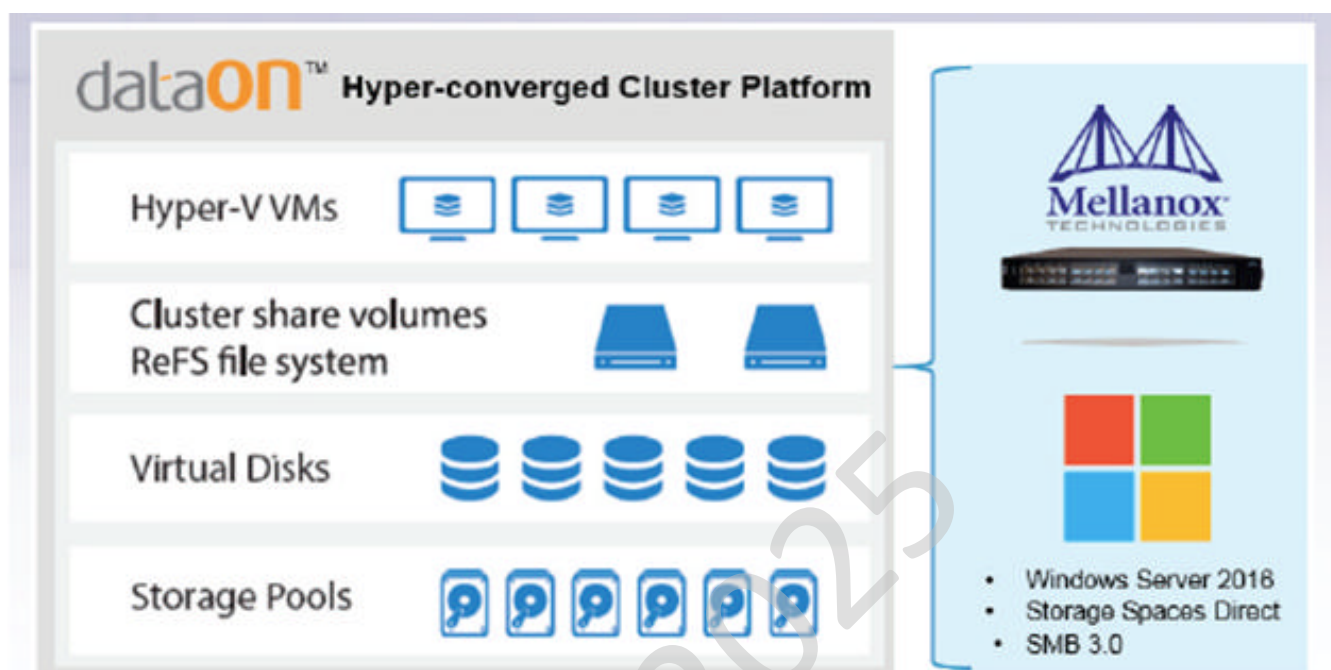 dataON™ Hyper-converged Cluster Platform
Hyper-V VMs
Cluster share volumes
ReFS file system
Virtual Disks
Storage Pools
Mellanox
TECHNOLOGIES
• Windows Server 2016
• Storage Spaces Direct
• SMB 3.0
2025